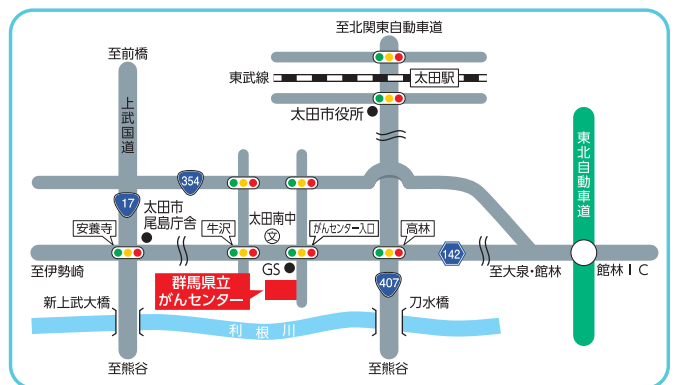 至北関東自動車道
至前橋
東武線
太田駅
太田市役所
上武国道
東北自動車道
354
17
太田市
尾島庁舎
安養寺
牛沢
太田南中
文
がんセンター入口
高林
142
至伊勢崎
GS
至大泉・館林
館林IC
群馬県立
がんセンター
407
新上武大橋
刀水橋
利根川
至熊谷
至熊谷